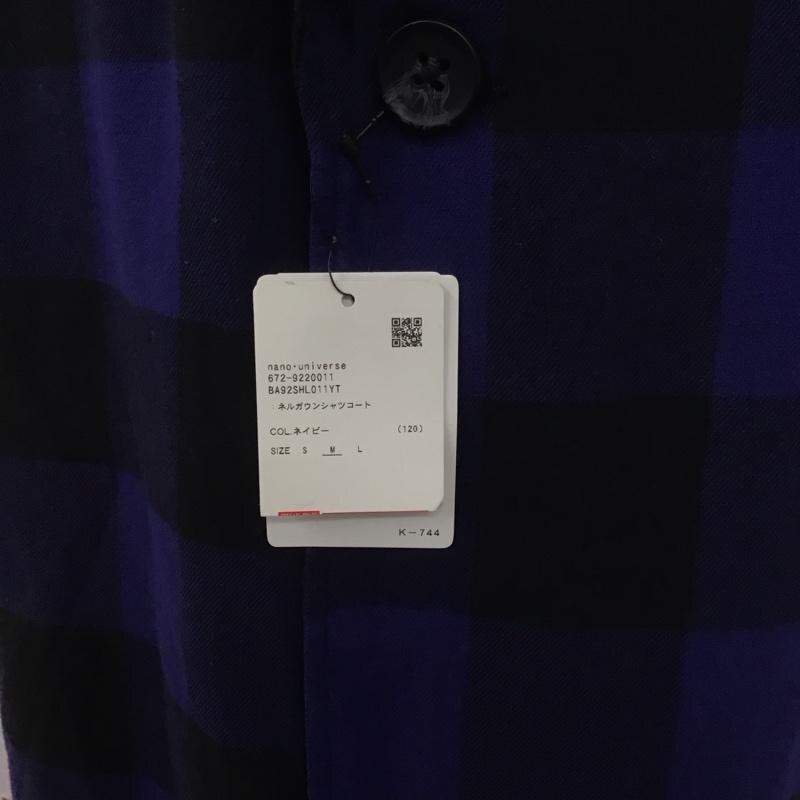 nano・universe
672-9220011
BA92SHL011YT
: ネルガウンシャツコート
COL.ネイビー (120)
SIZE S M L
K-744